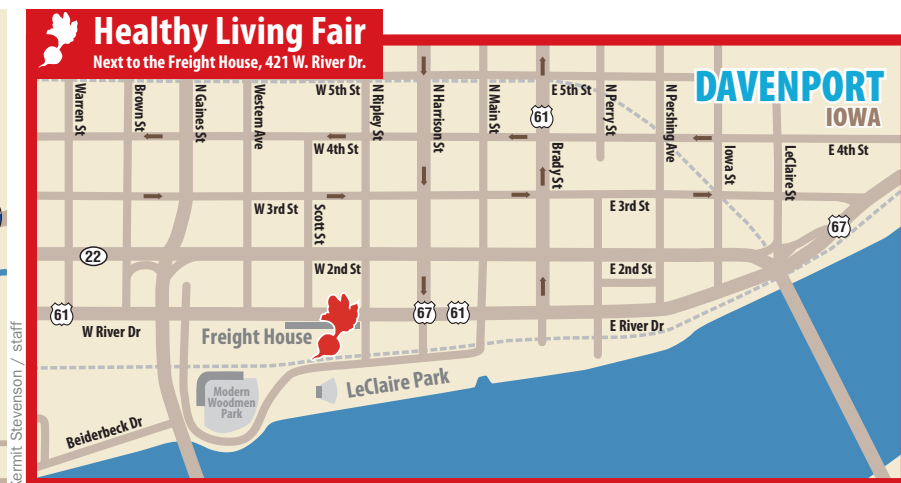 Healthy Living Fair
Next to the Freight House, 421 W. River Dr.
DAVENPORT
IOWA
Warren St
Brown St
N Gaines St
Western Ave
W 5th St
N Ripley St
N Harrison St
N Main St
E 5th St
61
Brady St
N Perry St
N Pershing Ave
Iowa St
LeClaire St
W 4th St
E 4th St
W 3rd St
Scott St
E 3rd St
67
22
W 2nd St
E 2nd St
61
W River Dr
67
61
E River Dr
Freight House
LeClaire Park
Modern
Woodmen
Park
Beiderbeck Dr
Kermit Stevenson / staff